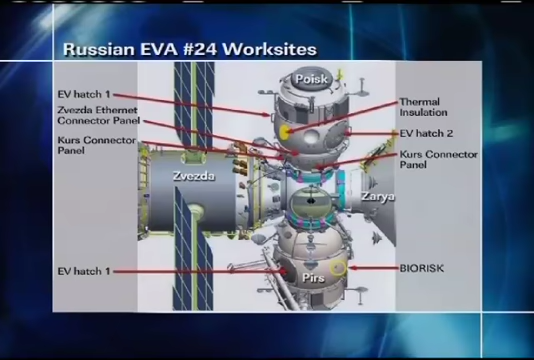 Russian EVA #24 Worksites
Poisk
EV hatch 1
Zvezda Ethernet
Connector Panel
Kurs Connector
Panel
Thermal
Insulation
EV hatch 2
Kurs Connector
Panel
Zvezda
Zarya
EV hatch 1
Pirs
BIORISK